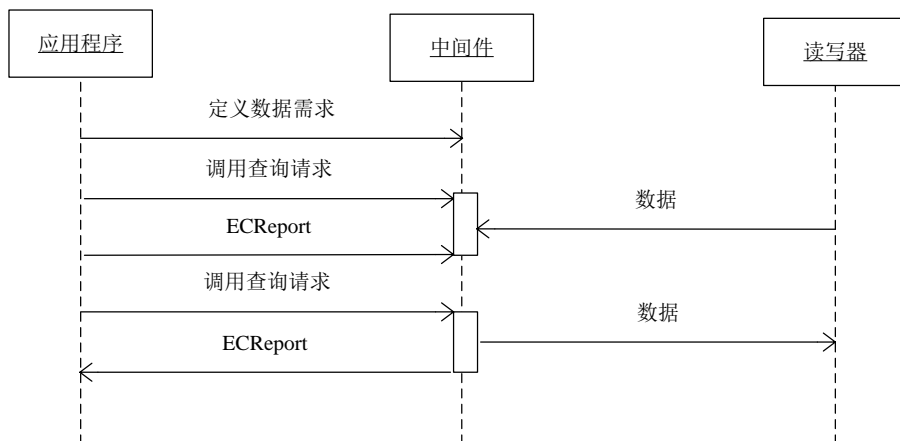 应用程序
中间件
读写器
定义数据需求
调用查询请求
数据
ECReport
调用查询请求
数据
ECReport